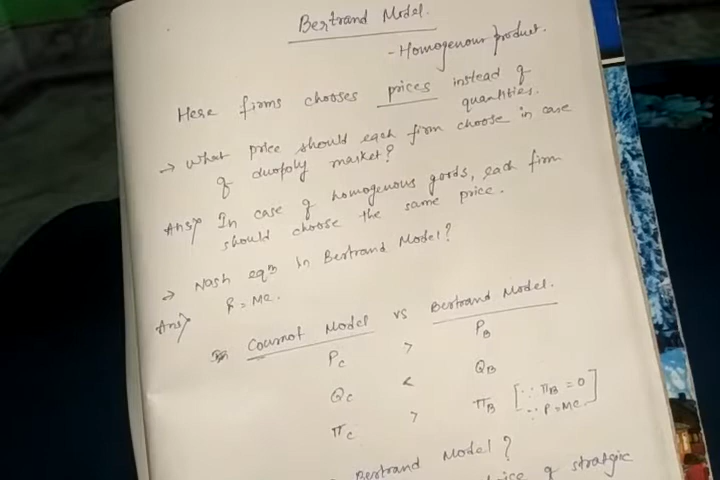 Bertrand Model.
- Homogenous product.
Here firms chooses prices instead of
quantities.
→ What price should each firm choose in case
of duopoly market?
Ans) In case of homogenous goods, each firm
should choose the same price.
→ Nash eqm in Bertrand Model?
Ans) P = MC.
Cournot Model vs Bertrand Model.
Pc > PB
Qc < QB
πc > πB [∵ πB = 0
∵ P = MC.]
Bertrand Model?
of stratgic